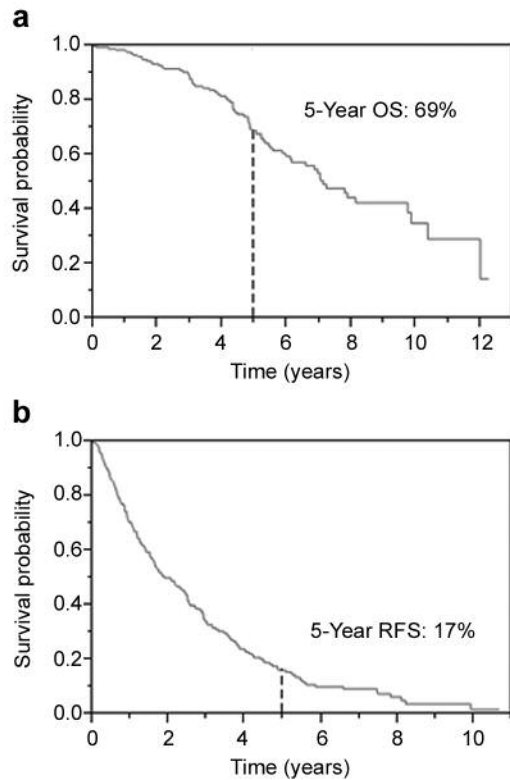 a
1.0
0.8
0.6
0.4
0.2
0.0
Survival probability
5-Year OS: 69%
0 2 4 6 8 10 12
Time (years)
b
1.0
0.8
0.6
0.4
0.2
0.0
Survival probability
5-Year RFS: 17%
0 2 4 6 8 10
Time (years)